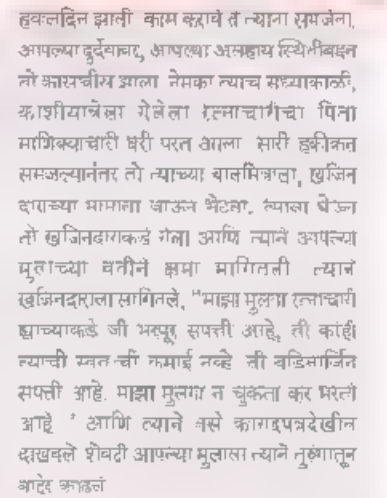 हवालदिल झाली काय करावं ते त्यांना समजेना.
आपल्या दुर्दैवावर, आपल्या असहाय स्थितीबद्दल
तो कासावीस झाला नेमका त्याच संध्याकाळी,
काशीयात्रेला गेलेला रत्नाचारीचा पिता
माणिक्याचारी घरी परत आला सारी हकीकत
समजल्यानंतर तो त्याच्या बालमित्राला, खजिन
दाराच्या मामाला जाऊन भेटला. त्याला घेऊन
तो खजिनदाराकडे गेला आणि त्याने आपल्या
मुलाच्या वतीने क्षमा मागितली त्याने
खजिनदाराला सांगितले, "माझा मुलगा रत्नाचारी
ह्याच्याकडे जी भरपूर संपत्ती आहे, ती कांही
त्याची स्वतःची कमाई नव्हे ती वडिलार्जित
संपत्ती आहे. माझा मुलगा न चुकता कर भरतो
आहे " आणि त्याने तसे कागदपत्रदेखील
दाखवले शेवटी आपल्या मुलाला त्याने तुरुंगातून
बाहेर काढलं